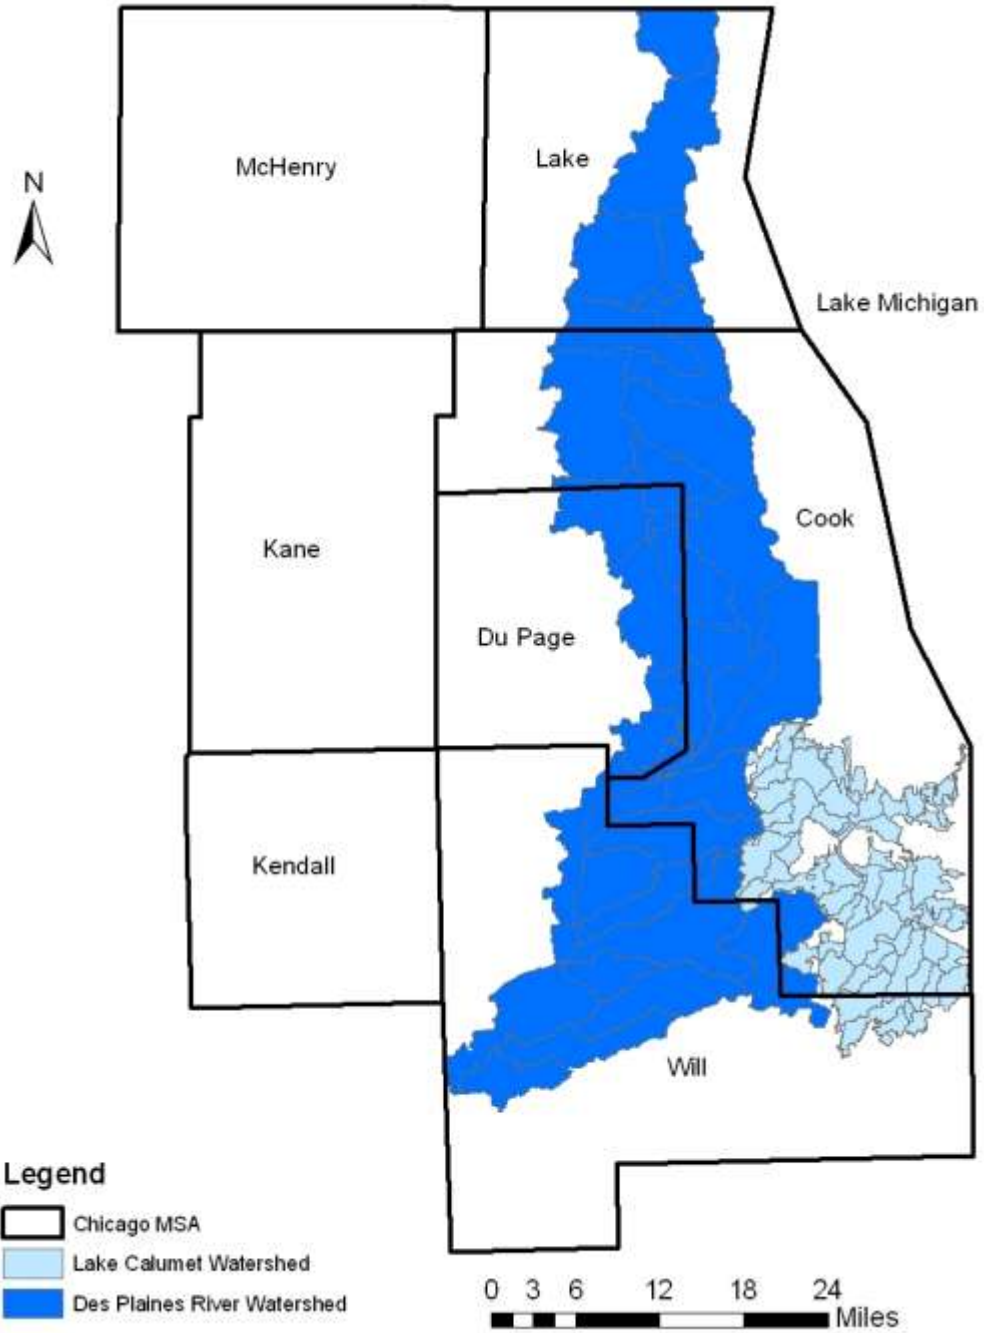 McHenry
Lake
N
Lake Michigan
Cook
Kane
Du Page
Kendall
Will
Legend
Chicago MSA
Lake Calumet Watershed
Des Plaines River Watershed
0 3 6 12 18 24
Miles